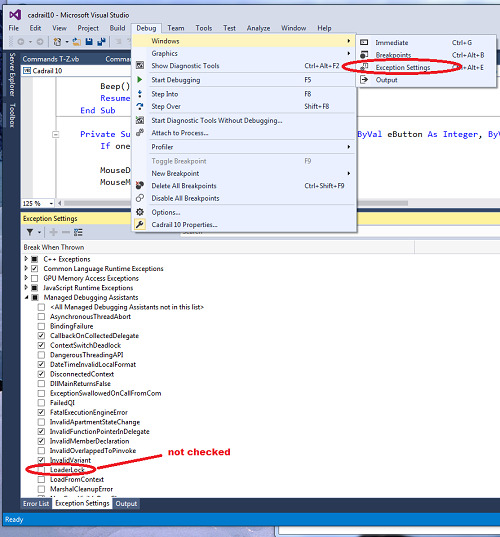 cadrail10 - Microsoft Visual Studio
File Edit View Project Build Debug Team Tools Test Analyze Window Help
Windows
Immediate Ctrl+G
Graphics
Breakpoints Ctrl+Alt+B
Show Diagnostic Tools Ctrl+Alt+F2
Exception Settings Ctrl+Alt+E
Start Debugging F5
Output
Step Into F8
Step Over Shift+F8
Start Diagnostic Tools Without Debugging...
Attach to Process...
Profiler
Toggle Breakpoint F9
New Breakpoint
Delete All Breakpoints Ctrl+Shift+F9
Disable All Breakpoints
Options...
Cadrail 10 Properties...
Server Explorer
Toolbox
Commands T-Z.vb
Cadrail 10
Beep()
Resume
End Sub
Private Su ByVal eButton As Integer, ByV
If one
MouseD
MouseM
125 %
Exception Settings
Search
Break When Thrown
C++ Exceptions
Common Language Runtime Exceptions
GPU Memory Access Exceptions
JavaScript Runtime Exceptions
Managed Debugging Assistants
<All Managed Debugging Assistants not in this list>
AsynchronousThreadAbort
BindingFailure
CallbackOnCollectedDelegate
ContextSwitchDeadlock
DangerousThreadingAPI
DateTimeInvalidLocalFormat
DisconnectedContext
DllMainReturnsFalse
ExceptionSwallowedOnCallFromCom
FailedQI
FatalExecutionEngineError
InvalidApartmentStateChange
InvalidFunctionPointerInDelegate
InvalidMemberDeclaration
InvalidOverlappedToPinvoke
InvalidVariant
LoaderLock
not checked
LoadFromContext
MarshalCleanupError
Error List Exception Settings Output
Ready